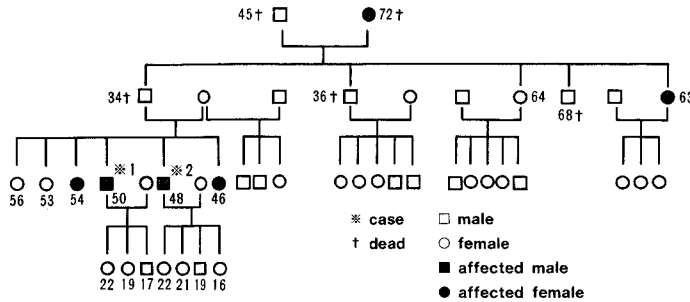 45† 72†
34† 36† 64 68† 63
※1 ※2
56 53 54 50 48 46
※ case □ male
† dead ○ female
■ affected male
● affected female
22 19 17 22 21 19 16